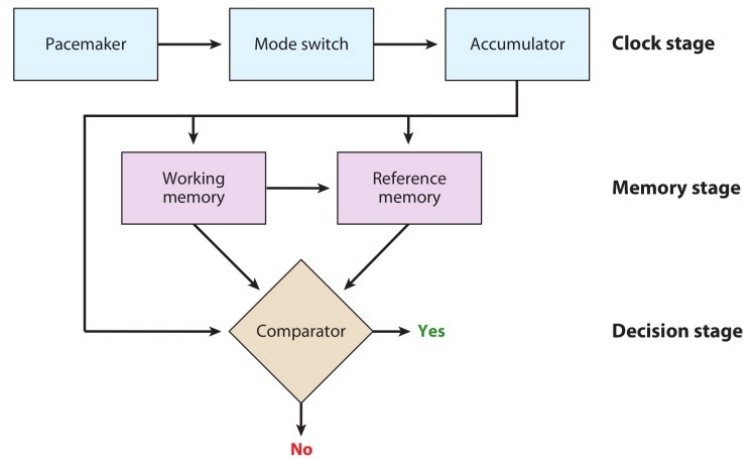 Pacemaker
Mode switch
Accumulator
Clock stage
Working
memory
Reference
memory
Memory stage
Comparator
Yes
Decision stage
No